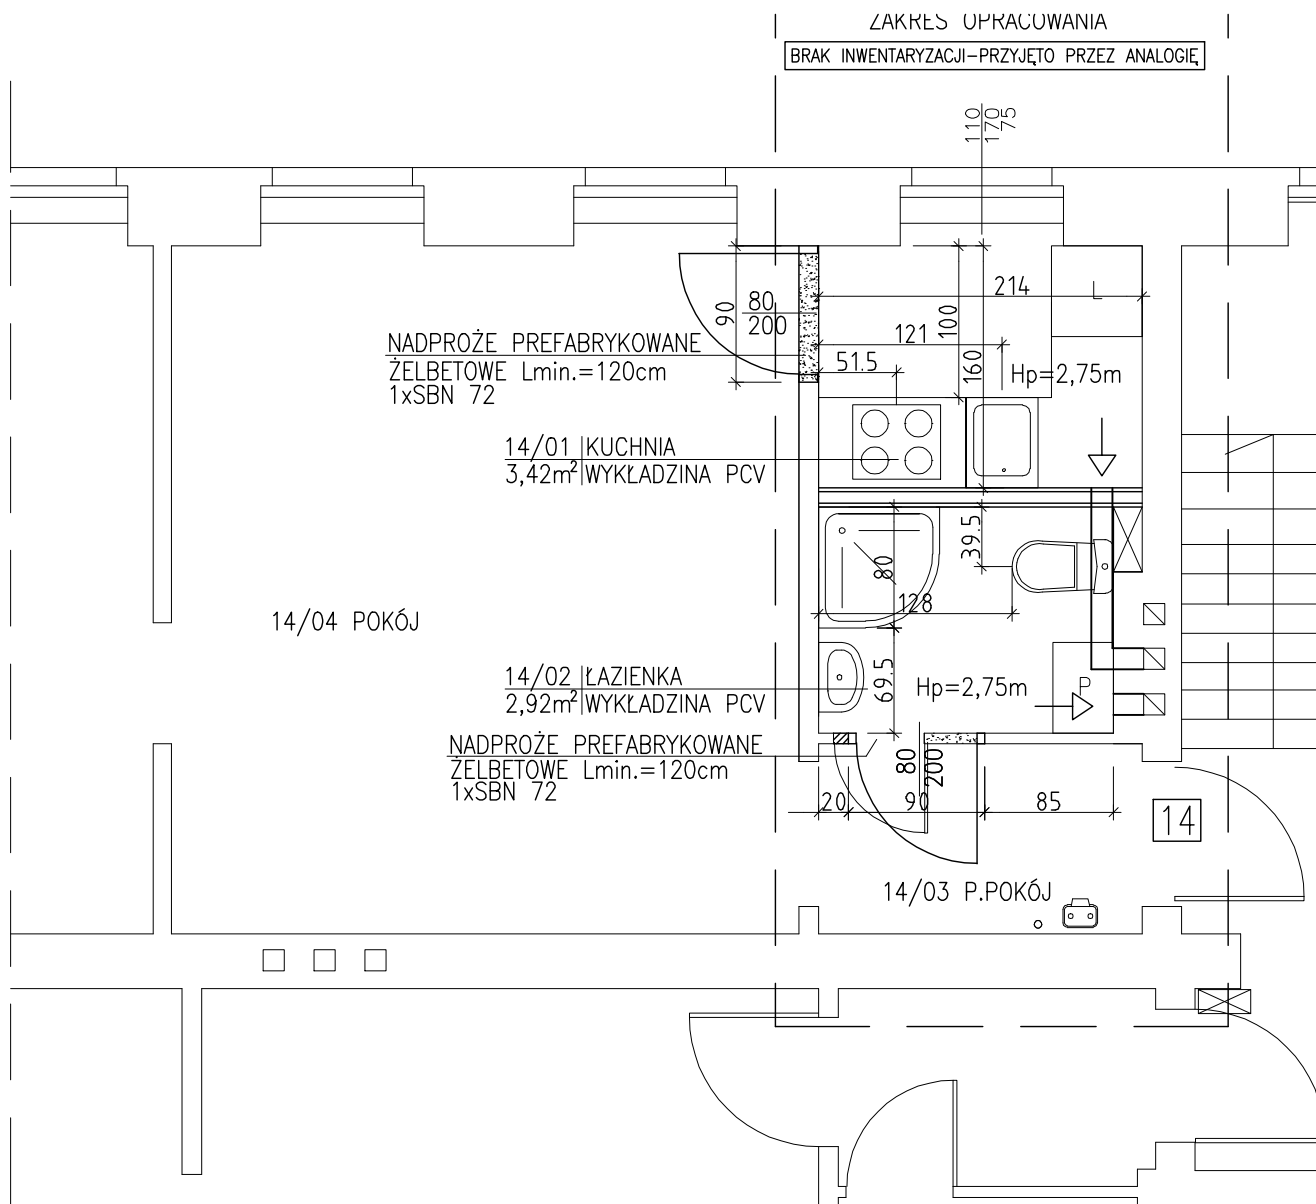 ZAKRES OPRACOWANIA
BRAK INWENTARYZACJI-PRZYJĘTO PRZEZ ANALOGIĘ
110
170
75
214
L
80
200
90
100
121
51.5
160
Hp=2,75m
NADPROŻE PREFABRYKOWANE
ŻELBETOWE Lmin.=120cm
1xSBN 72
14/01 KUCHNIA
3,42m² WYKŁADZINA PCV
39.5
80
128
14/04 POKÓJ
14/02 ŁAZIENKA
2,92m² WYKŁADZINA PCV
69.5
Hp=2,75m
P
NADPROŻE PREFABRYKOWANE
ŻELBETOWE Lmin.=120cm
1xSBN 72
80
200
20
90
85
14
14/03 P.POKÓJ